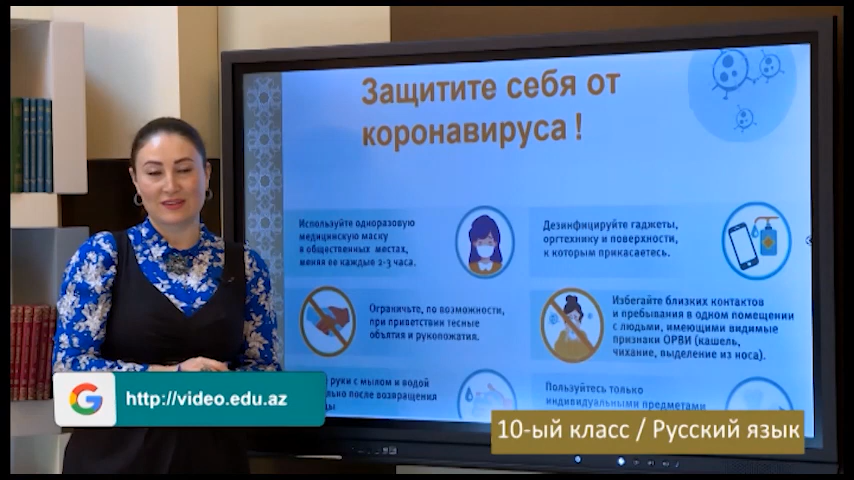 Защитите себя от
коронавируса !
Используйте одноразовую
медицинскую маску
в общественных местах,
меняя ее каждые 2-3 часа.
Дезинфицируйте гаджеты,
оргтехнику и поверхности,
к которым прикасаетесь.
Ограничьте, по возможности,
при приветствии тесные
объятия и рукопожатия.
Избегайте близких контактов
и пребывания в одном помещении
с людьми, имеющими видимые
признаки ОРВИ (кашель,
чихание, выделение из носа).
руки с мылом и водой
после возвращения
Пользуйтесь только
индивидуальными предметами
http://video.edu.az
10-ый класс / Русский язык